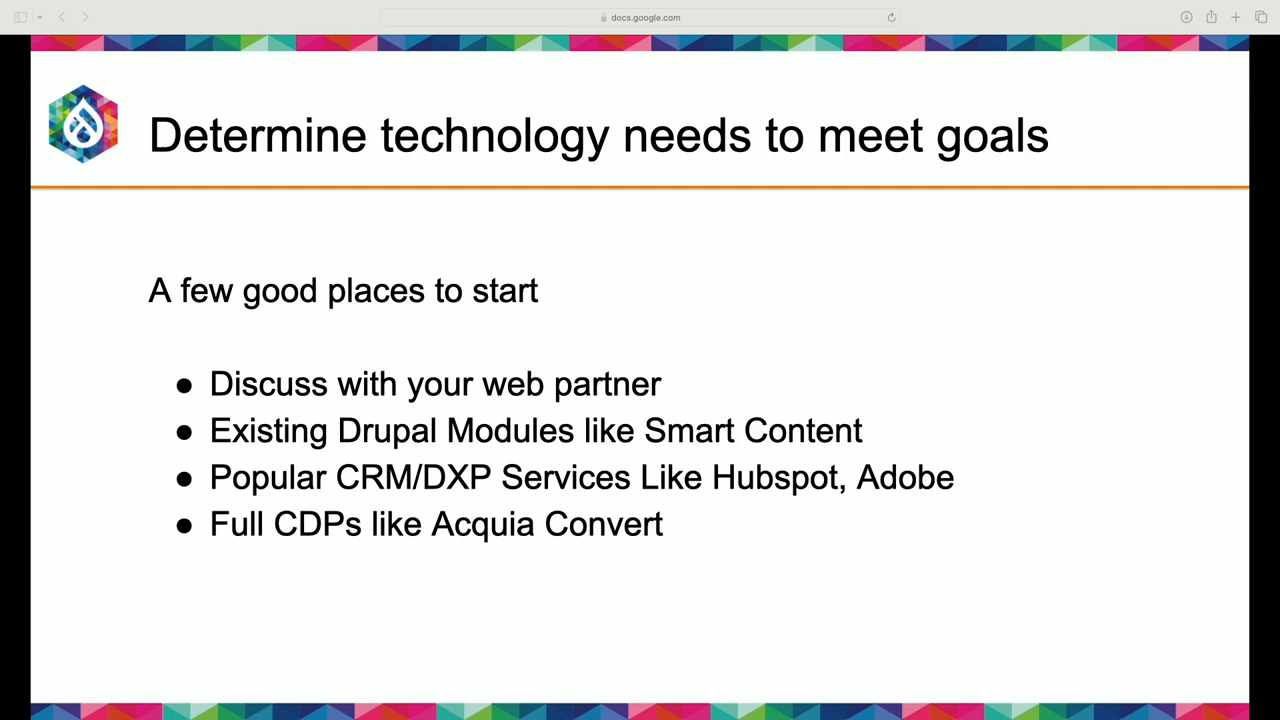 docs.google.com
Determine technology needs to meet goals
A few good places to start
● Discuss with your web partner
● Existing Drupal Modules like Smart Content
● Popular CRM/DXP Services Like Hubspot, Adobe
● Full CDPs like Acquia Convert